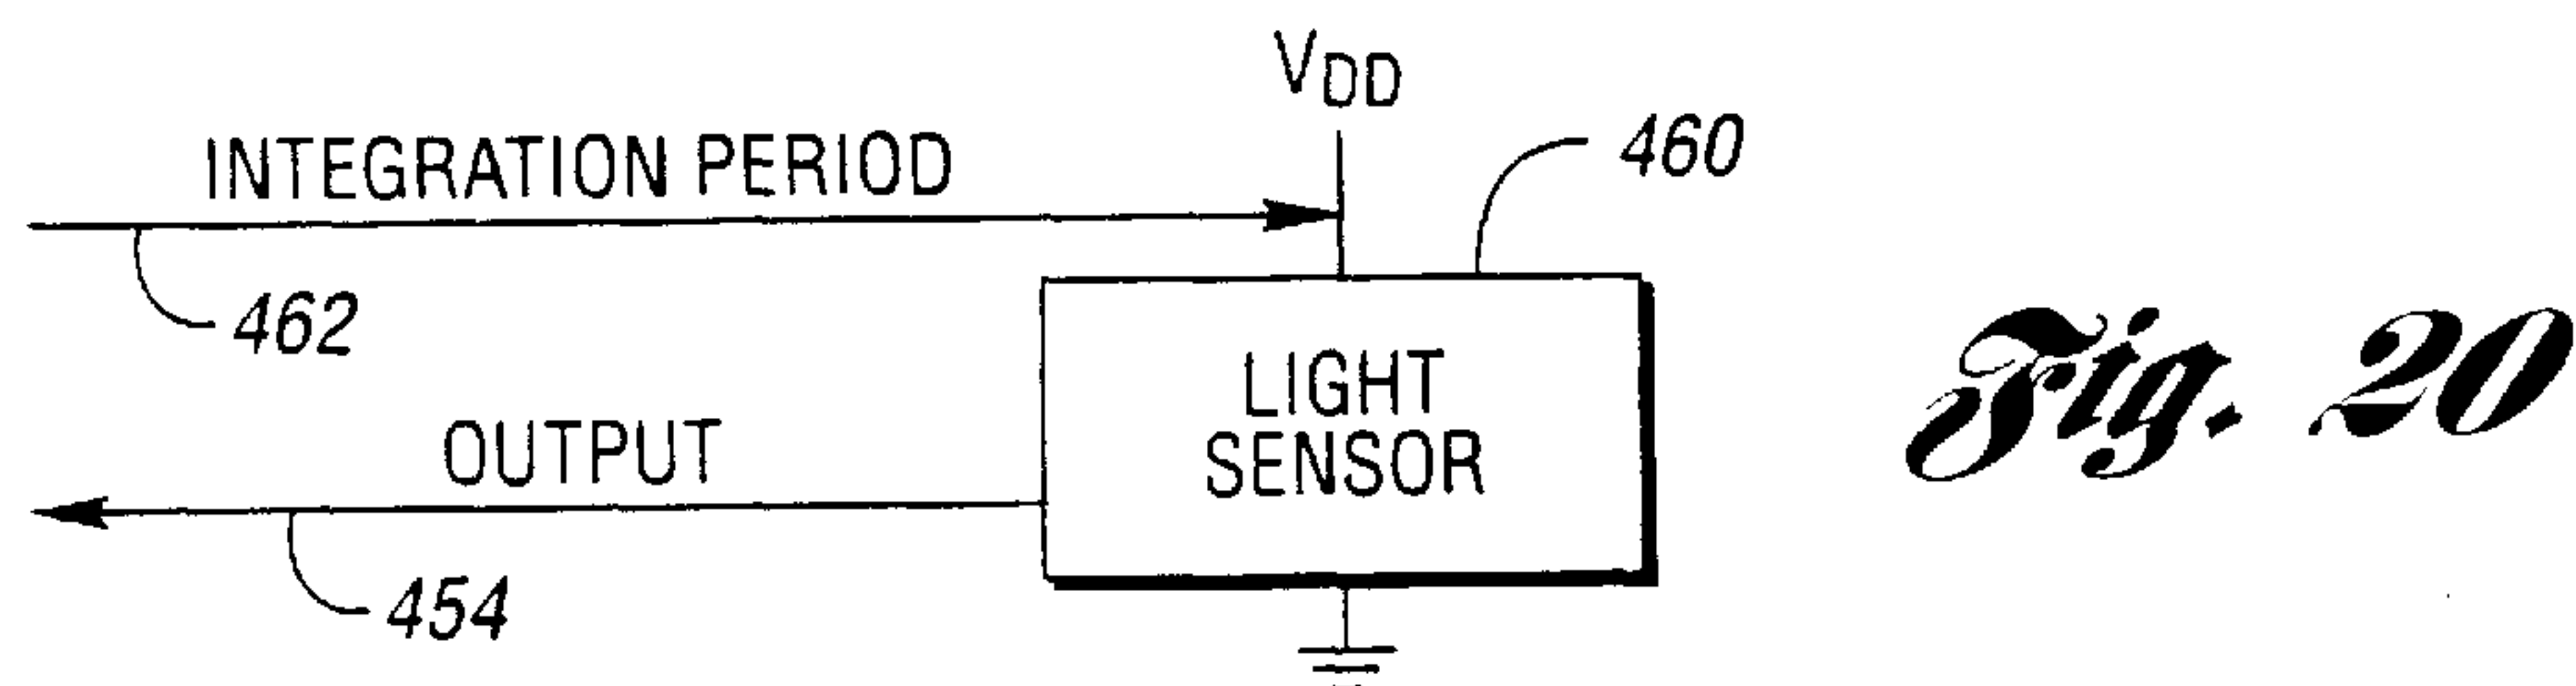 VDD
460
INTEGRATION PERIOD
462
LIGHT
SENSOR
Fig. 20
OUTPUT
454